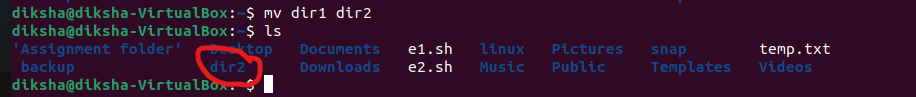 diksha@diksha-VirtualBox:~$ mv dir1 dir2
diksha@diksha-VirtualBox:~$ ls
'Assignment folder' Desktop Documents e1.sh linux Pictures snap temp.txt
backup dir2 Downloads e2.sh Music Public Templates Videos
diksha@diksha-VirtualBox:~$